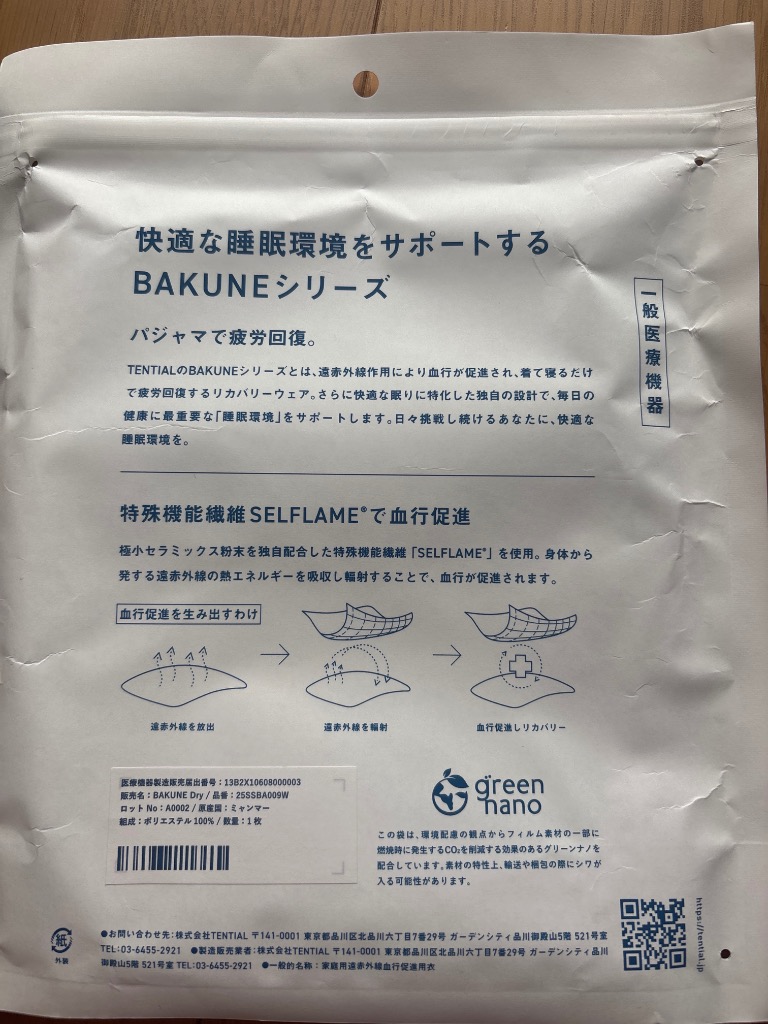 快適な睡眠環境をサポートする
BAKUNEシリーズ
一般医療機器
パジャマで疲労回復。
TENTIALのBAKUNEシリーズとは、遠赤外線作用により血行が促進され、着て寝るだけ
で疲労回復するリカバリーウェア。さらに快適な眠りに特化した独自の設計で、毎日の
健康に最重要な「睡眠環境」をサポートします。日々挑戦し続けるあなたに、快適な
睡眠環境を。
特殊機能繊維SELFLAME®で血行促進
極小セラミックス粉末を独自配合した特殊機能繊維「SELFLAME®」を使用。身体から
発する遠赤外線の熱エネルギーを吸収し輻射することで、血行が促進されます。
血行促進を生み出すわけ
遠赤外線を放出
遠赤外線を輻射
血行促進しリカバリー
医療機器製造販売届出番号：13B2X10608000003
販売名：BAKUNE Dry / 品番：25SSBA009W
ロット No：A0002 / 原産国：ミャンマー
組成：ポリエステル 100% / 数量：1 枚
green
nano
この袋は、環境配慮の観点からフィルム素材の一部に
燃焼時に発生するCO₂を削減する効果のあるグリーンナノを
配合しています。素材の特性上、輸送や梱包の際にシワが
入る可能性があります。
紙
外装
●お問い合わせ先：株式会社TENTIAL 〒141-0001 東京都品川区北品川六丁目7番29号 ガーデンシティ品川御殿山5階 521号室
TEL：03-6455-2921 ●製造販売業者：株式会社TENTIAL 〒141-0001 東京都品川区北品川六丁目7番29号 ガーデンシティ品川
御殿山5階 521号室 TEL：03-6455-2921 ●一般的名称：家庭用遠赤外線血行促進用衣
https://tential.jp